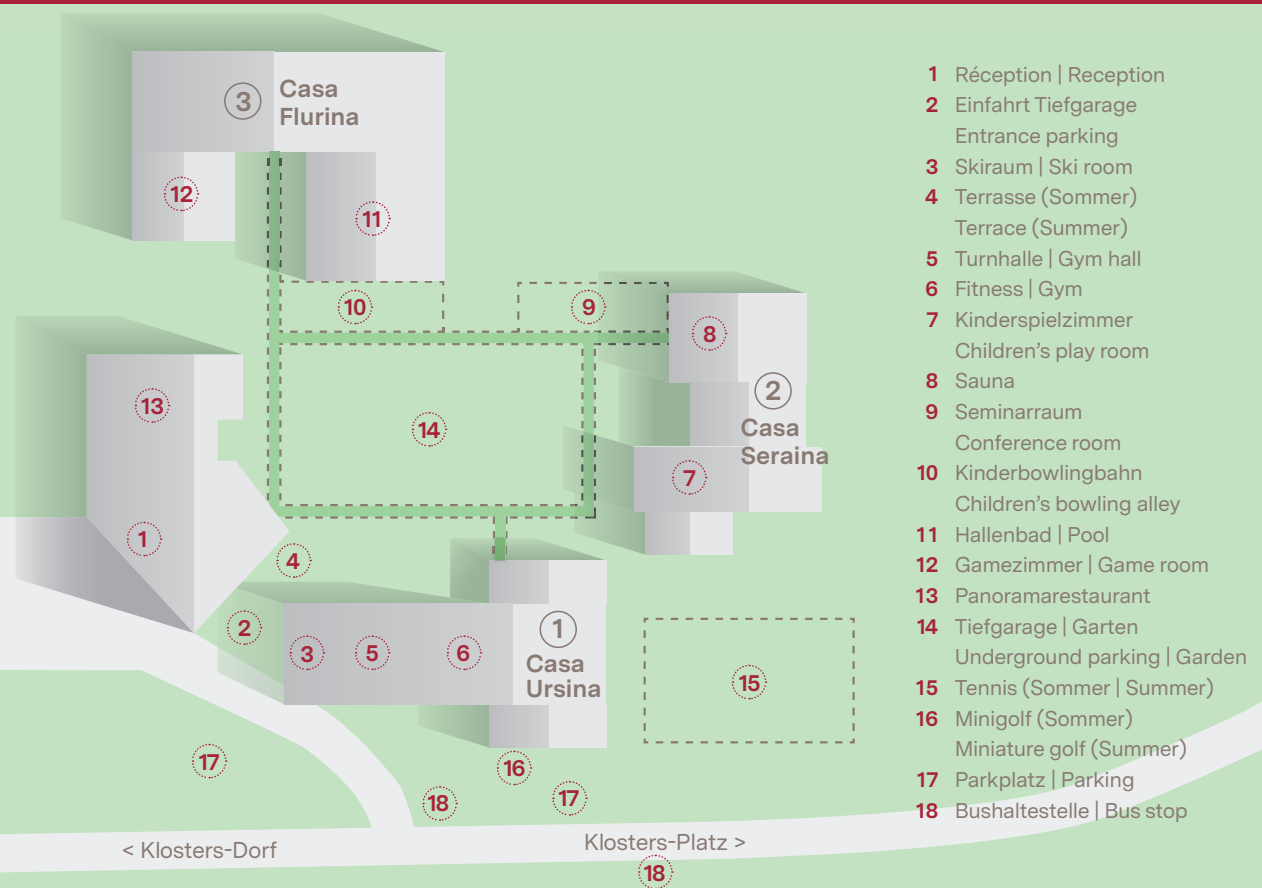 3
Casa
Flurina
12
11
10
9
8
2
Casa
Seraina
13
14
7
1
4
2
3
5
6
1
Casa
Ursina
15
17
16
18
17
< Klosters-Dorf
Klosters-Platz >
18
1 Réception | Reception
2 Einfahrt Tiefgarage
Entrance parking
3 Skiraum | Ski room
4 Terrasse (Sommer)
Terrace (Summer)
5 Turnhalle | Gym hall
6 Fitness | Gym
7 Kinderspielzimmer
Children's play room
8 Sauna
9 Seminarraum
Conference room
10 Kinderbowlingbahn
Children's bowling alley
11 Hallenbad | Pool
12 Gamezimmer | Game room
13 Panoramarestaurant
14 Tiefgarage | Garten
Underground parking | Garden
15 Tennis (Sommer | Summer)
16 Minigolf (Sommer)
Miniature golf (Summer)
17 Parkplatz | Parking
18 Bushaltestelle | Bus stop